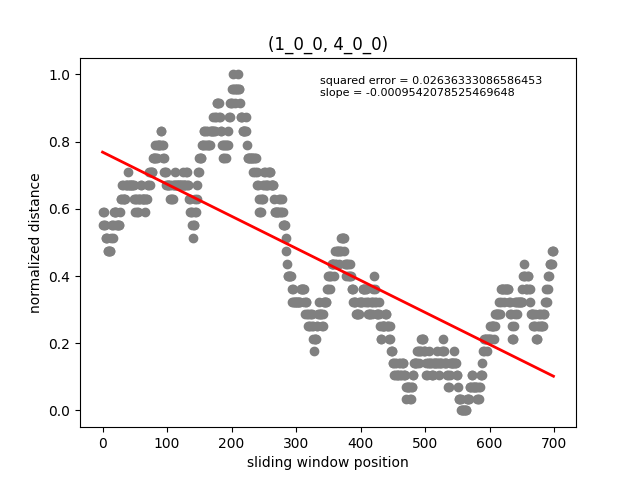 (1_0_0, 4_0_0)
squared error = 0.02636333086586453
slope = -0.0009542078525469648
1.0
0.8
0.6
0.4
0.2
0.0
normalized distance
0 100 200 300 400 500 600 700
sliding window position